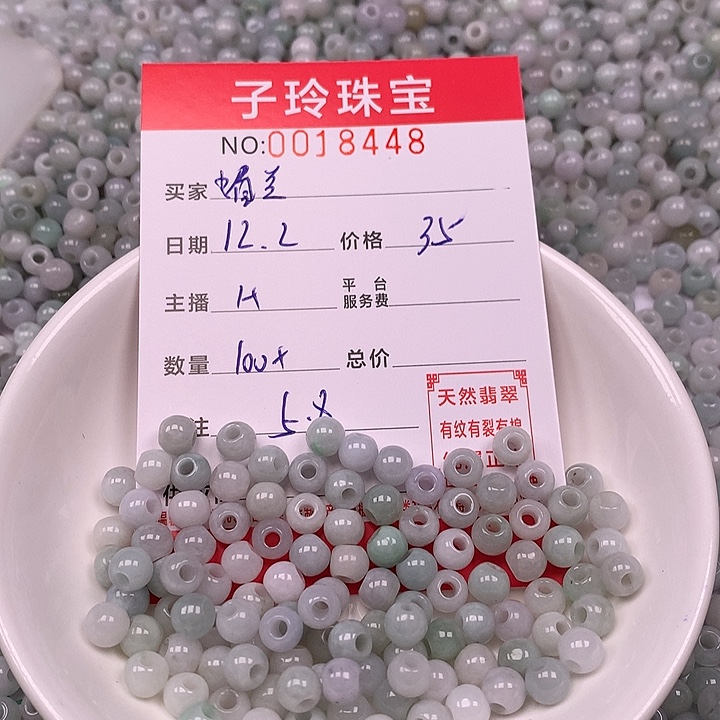 子玲珠宝
NO:0018448
买家
日期 12.2 价格 35
主播 H 平台服务费
数量 100+ 总价
注 5.8
天然翡翠
有纹有裂有棉
正